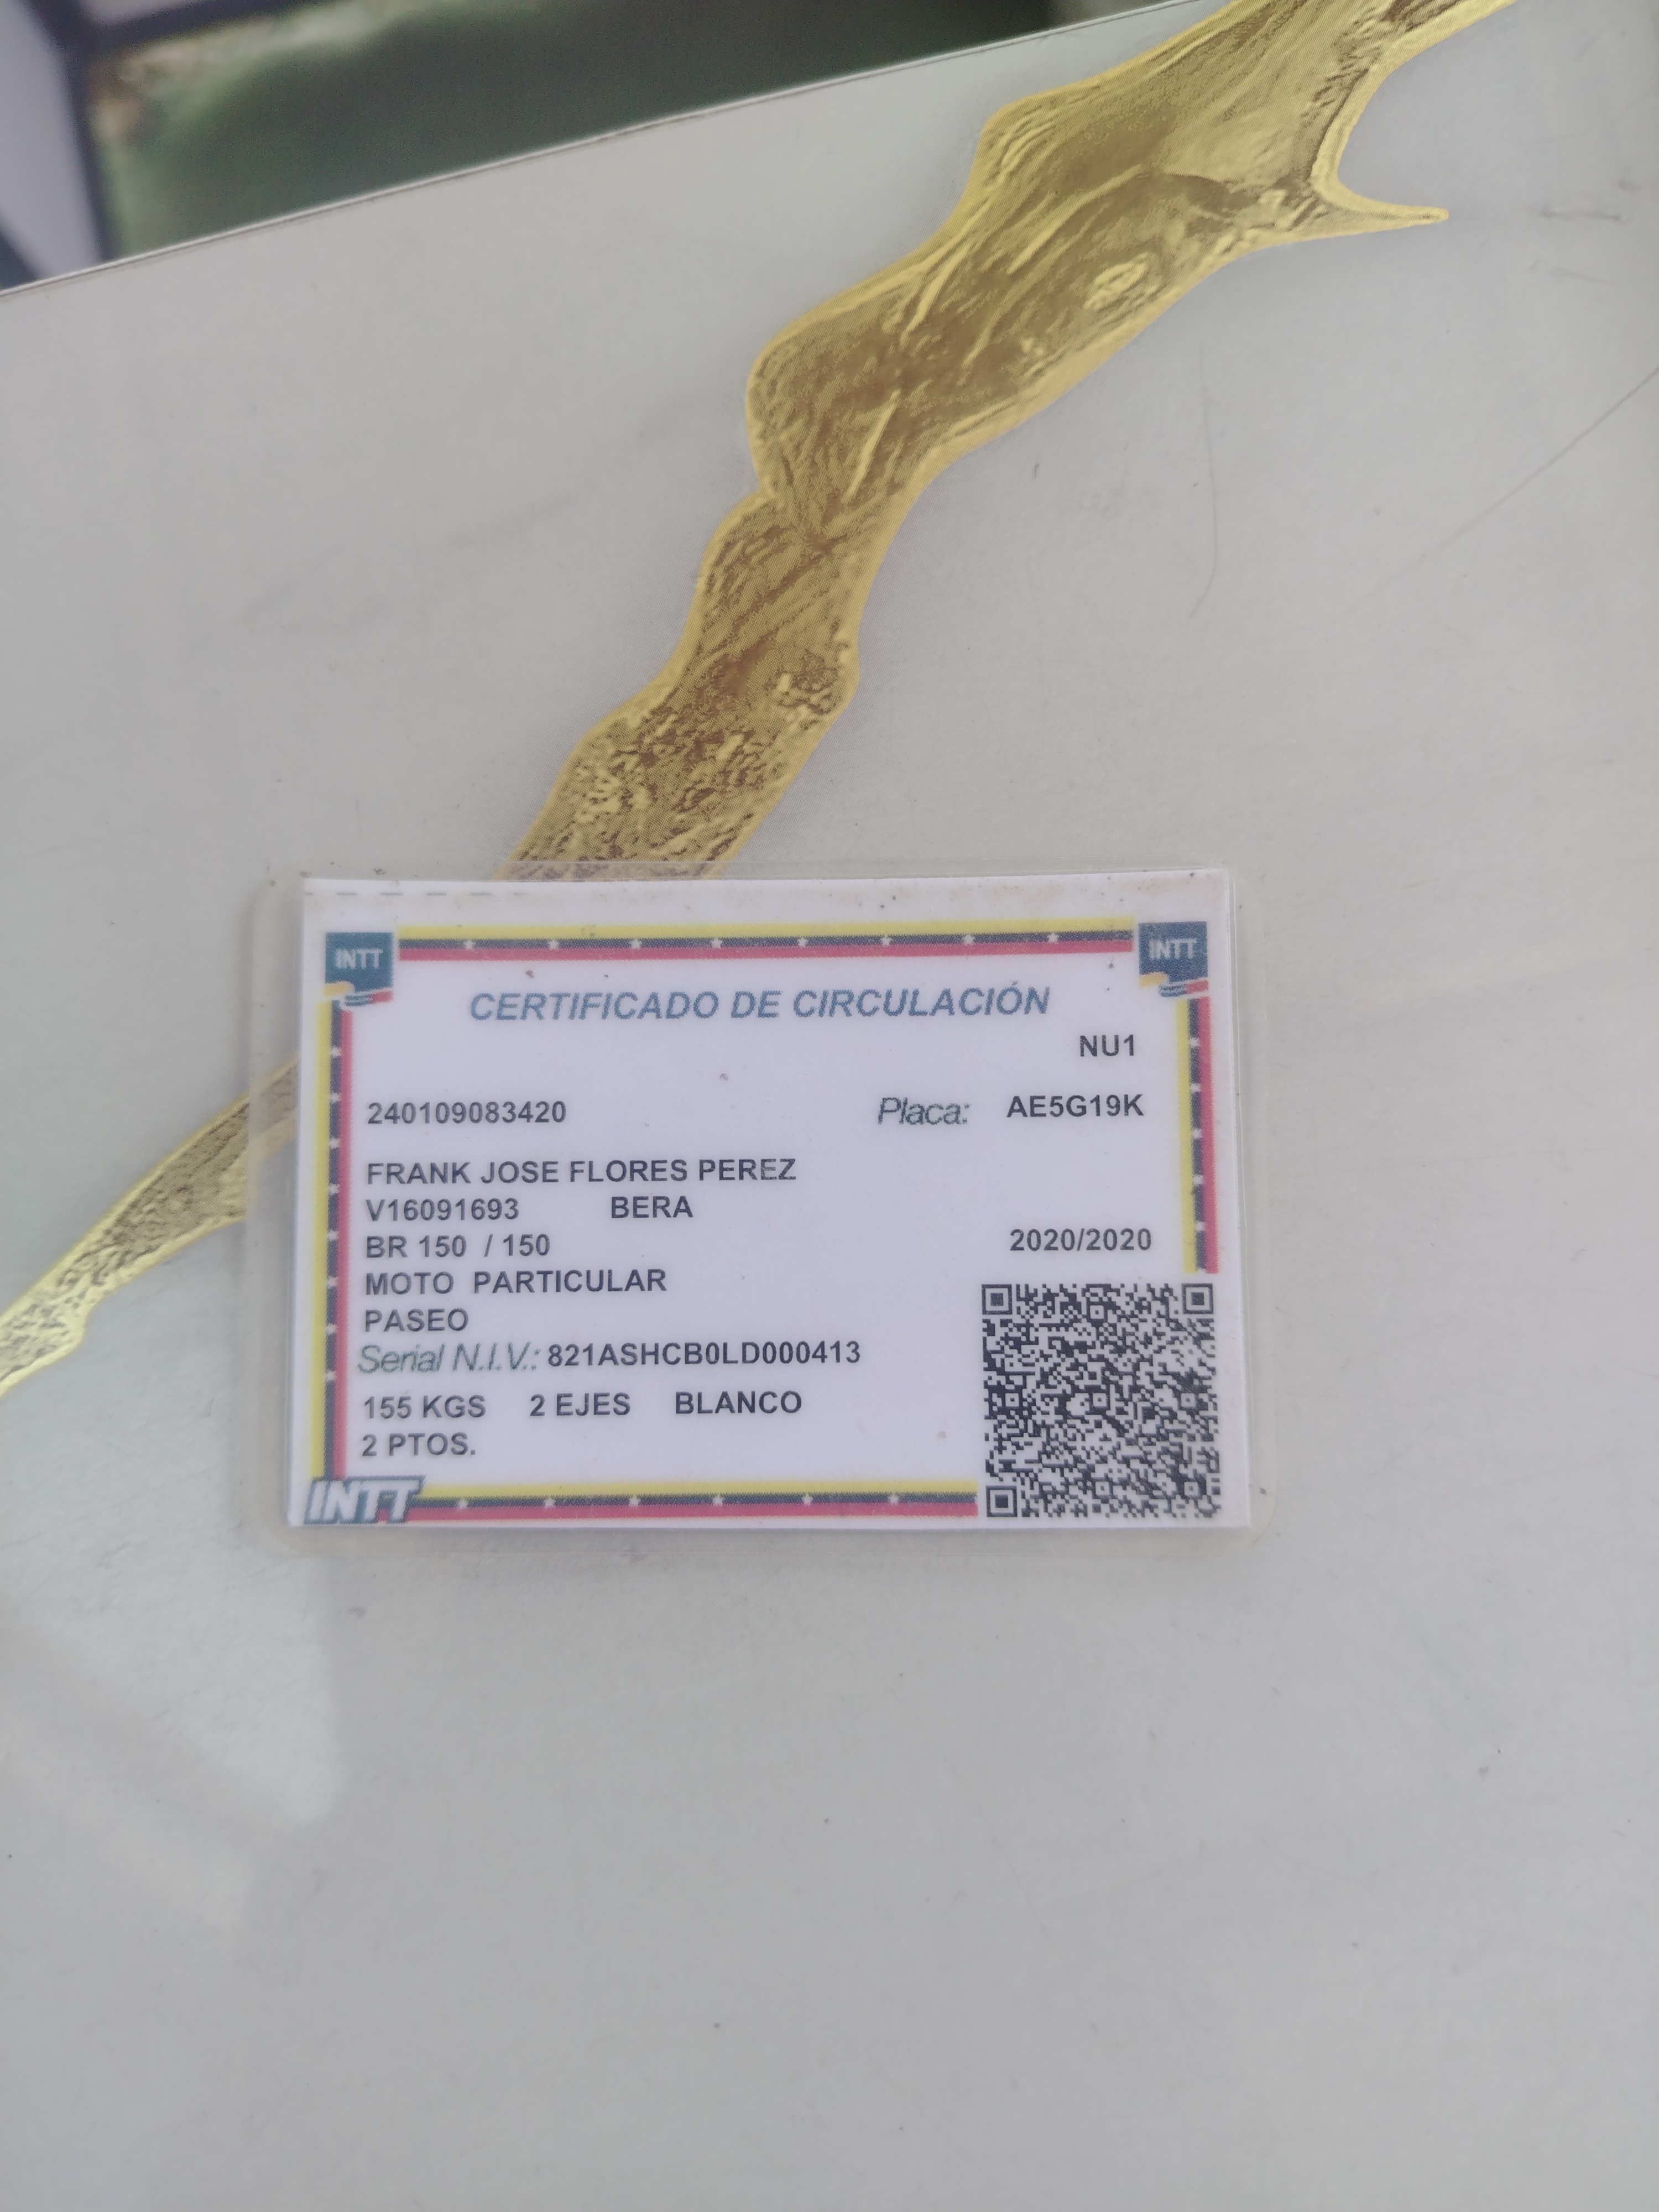 INTT INTT
CERTIFICADO DE CIRCULACIÓN
NU1
240109083420 Placa: AE5G19K
FRANK JOSE FLORES PEREZ
V16091693 BERA
BR 150 / 150 2020/2020
MOTO PARTICULAR
PASEO
Serial N.I.V.: 821ASHCB0LD000413
155 KGS 2 EJES BLANCO
2 PTOS.
INTT